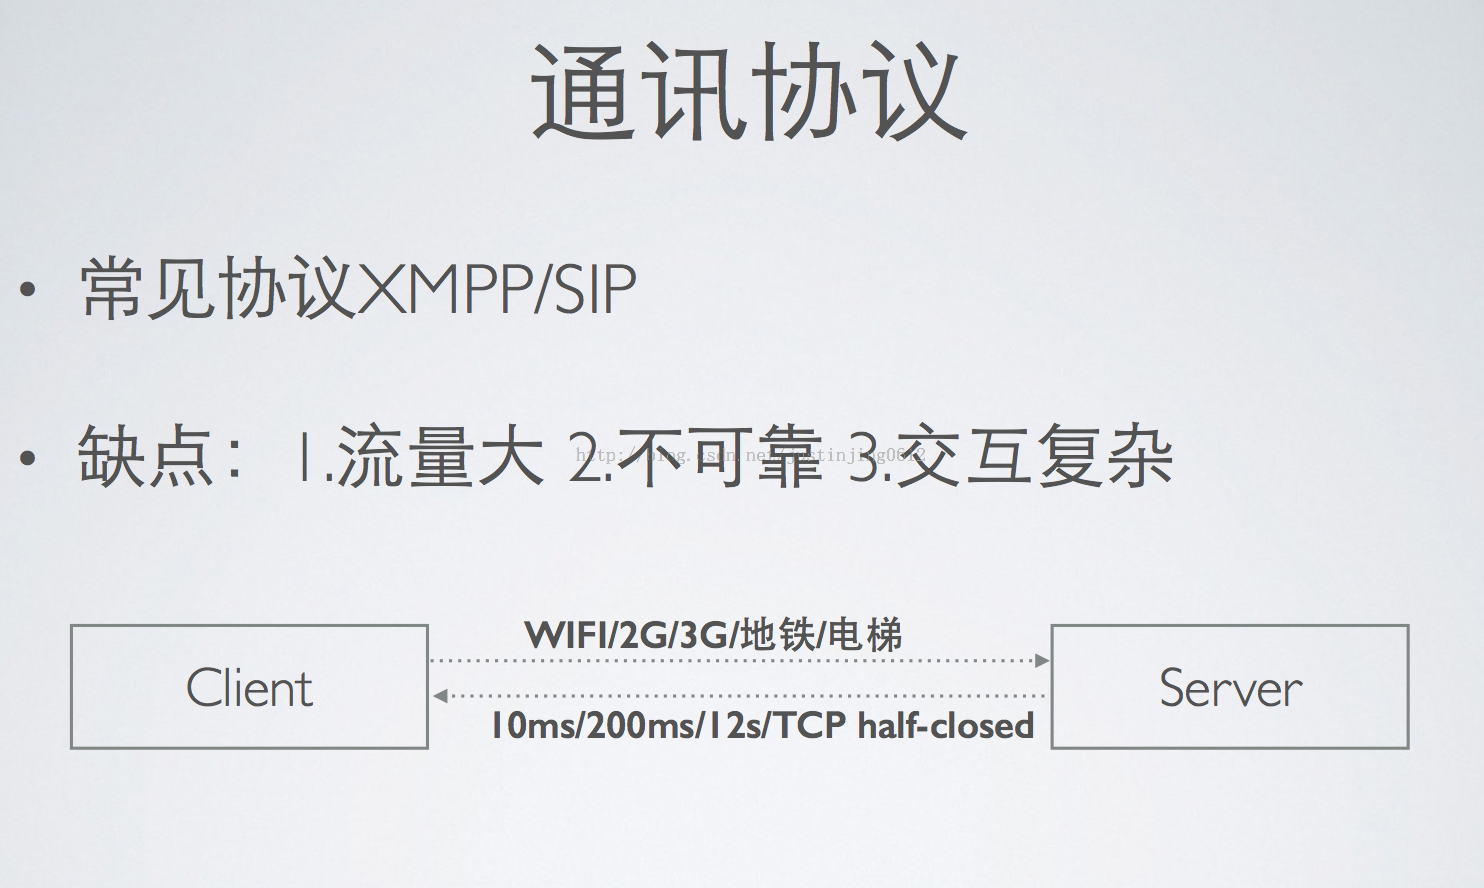 通讯协议
• 常见协议XMPP/SIP
• 缺点：1.流量大 2.不可靠 3.交互复杂
http://blog.csdn.net/justinjing0612
WIFI/2G/3G/地铁/电梯
Client
Server
10ms/200ms/12s/TCP half-closed